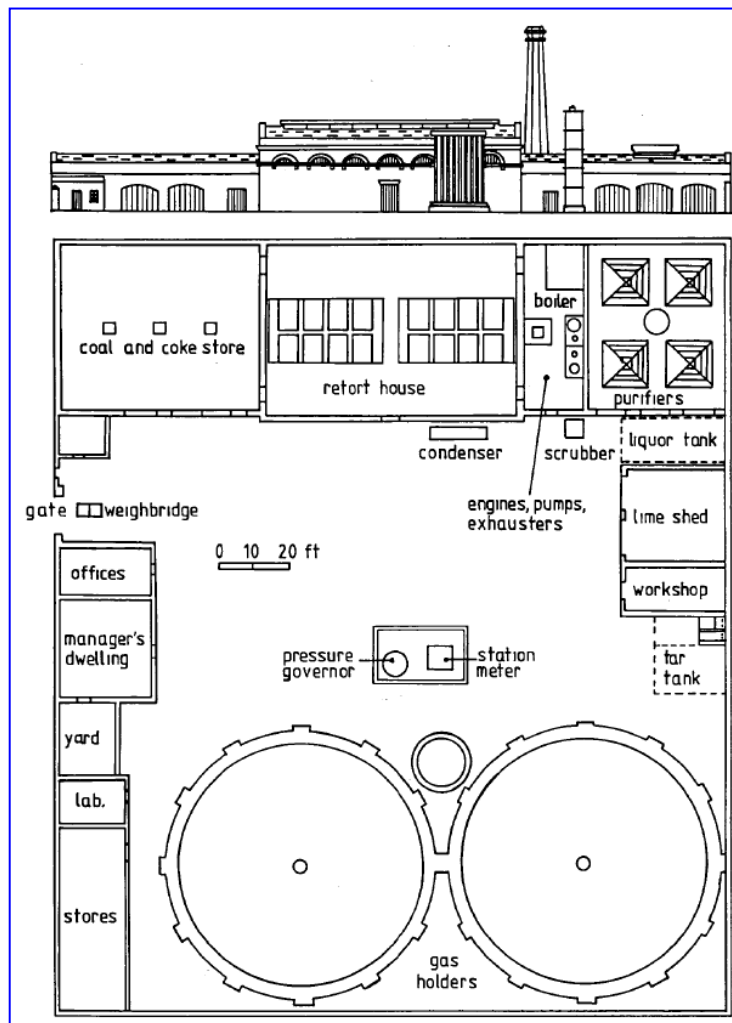 boiler
coal and coke store
retort house
purifiers
condenser
scrubber
liquor tank
gate
weighbridge
engines, pumps,
exhausters
lime shed
0 10 20 ft
offices
workshop
manager's
dwelling
pressure
governor
station
meter
tar
tank
yard
lab.
stores
gas
holders